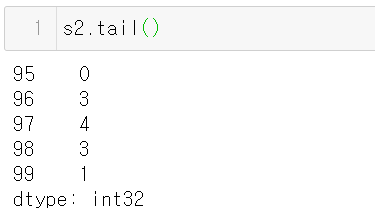 1 s2.tail()
95 0
96 3
97 4
98 3
99 1
dtype: int32